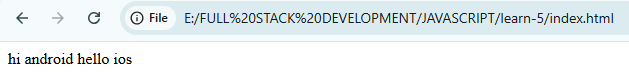 File E:/FULL%20STACK%20DEVELOPMENT/JAVASCRIPT/learn-5/index.html
hi android hello ios